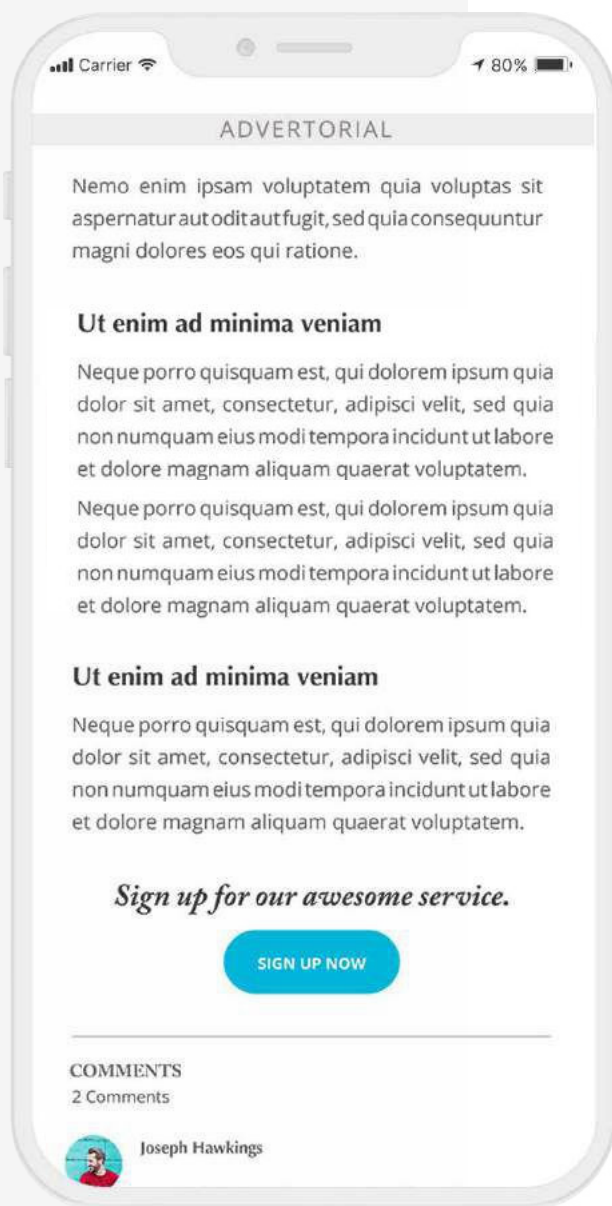 Carrier 80%
ADVERTORIAL
Nemo enim ipsam voluptatem quia voluptas sit
aspernatur aut odit aut fugit, sed quia consequuntur
magni dolores eos qui ratione.
Ut enim ad minima veniam
Neque porro quisquam est, qui dolorem ipsum quia
dolor sit amet, consectetur, adipisci velit, sed quia
non numquam eius modi tempora incidunt ut labore
et dolore magnam aliquam quaerat voluptatem.
Neque porro quisquam est, qui dolorem ipsum quia
dolor sit amet, consectetur, adipisci velit, sed quia
non numquam eius modi tempora incidunt ut labore
et dolore magnam aliquam quaerat voluptatem.
Ut enim ad minima veniam
Neque porro quisquam est, qui dolorem ipsum quia
dolor sit amet, consectetur, adipisci velit, sed quia
non numquam eius modi tempora incidunt ut labore
et dolore magnam aliquam quaerat voluptatem.
Sign up for our awesome service.
SIGN UP NOW
COMMENTS
2 Comments
Joseph Hawkings